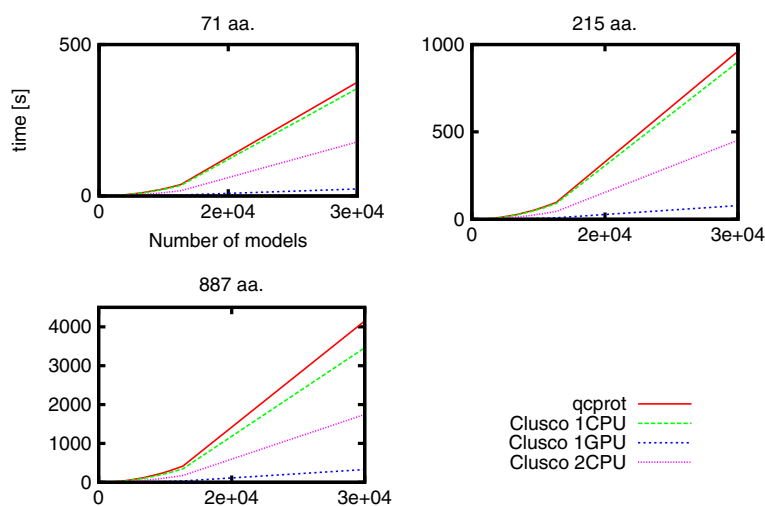 71 aa.
time [s]
500
0
0
2e+04
3e+04
Number of models
215 aa.
1000
500
0
0
2e+04
3e+04
887 aa.
4000
3000
2000
1000
0
0
2e+04
3e+04
qcprot
Clusco 1CPU
Clusco 1GPU
Clusco 2CPU